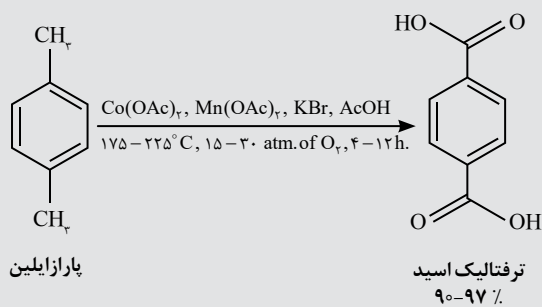 CH۳
HO
O
Co(OAc)۲, Mn(OAc)۲, KBr, AcOH
۱۷۵–۲۲۵°C, ۱۵–۳۰ atm. of O۲, ۴–۱۲h.
CH۳
O
OH
پارازایلین
ترفتالیک اسید
۹۰-۹۷ ٪